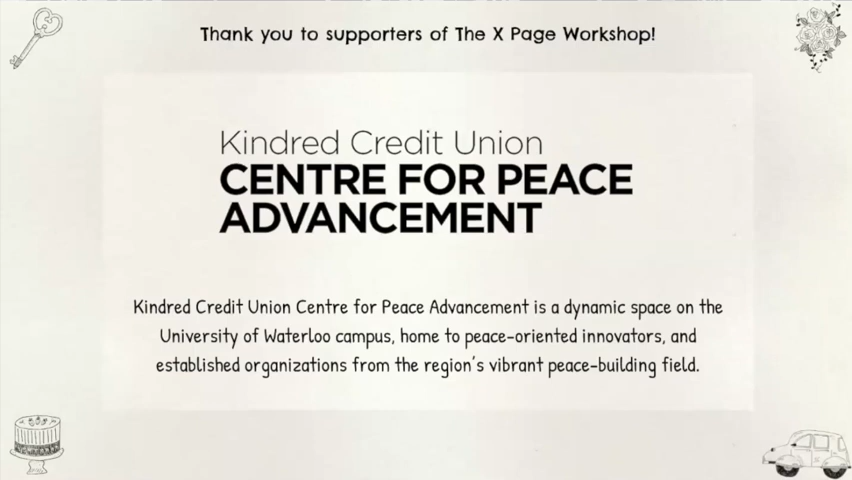 Thank you to supporters of The X Page Workshop!
Kindred Credit Union
CENTRE FOR PEACE
ADVANCEMENT
Kindred Credit Union Centre for Peace Advancement is a dynamic space on the
University of Waterloo campus, home to peace-oriented innovators, and
established organizations from the region's vibrant peace-building field.